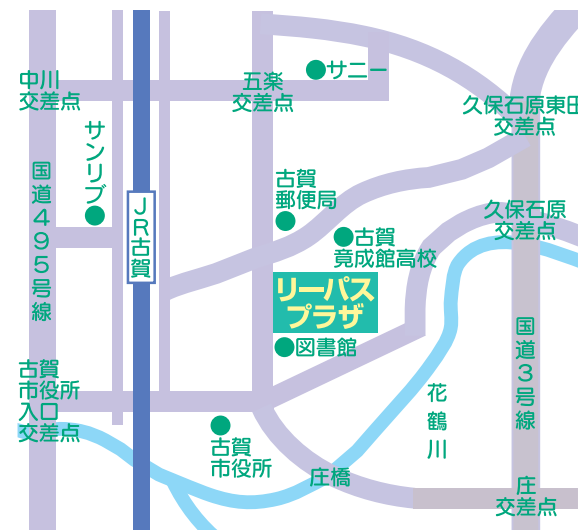 中川
交差点
五楽
交差点
サニー
久保石原東田
交差点
サンリブ
国道495号線
JR古賀
古賀
郵便局
古賀
竟成館高校
久保石原
交差点
リーパス
プラザ
図書館
国道3号線
古賀
市役所
入口
交差点
古賀
市役所
花鶴川
庄橋
庄
交差点